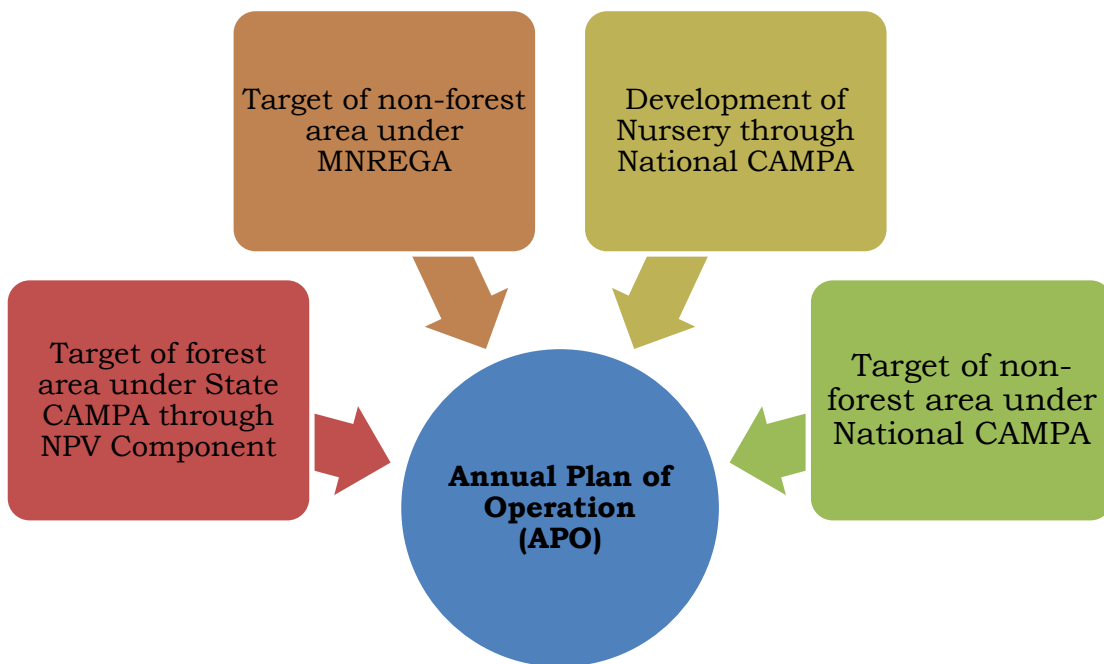 Target of non-forest
area under
MNREGA
Development of
Nursery through
National CAMPA
Target of forest
area under State
CAMPA through
NPV Component
Target of non-
forest area under
National CAMPA
Annual Plan of
Operation
(APO)